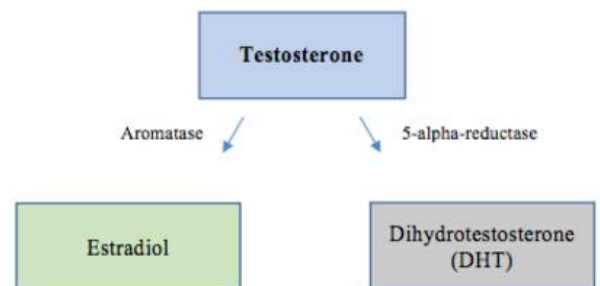 Testosterone
Aromatase
5-alpha-reductase
Estradiol
Dihydrotestosterone
(DHT)